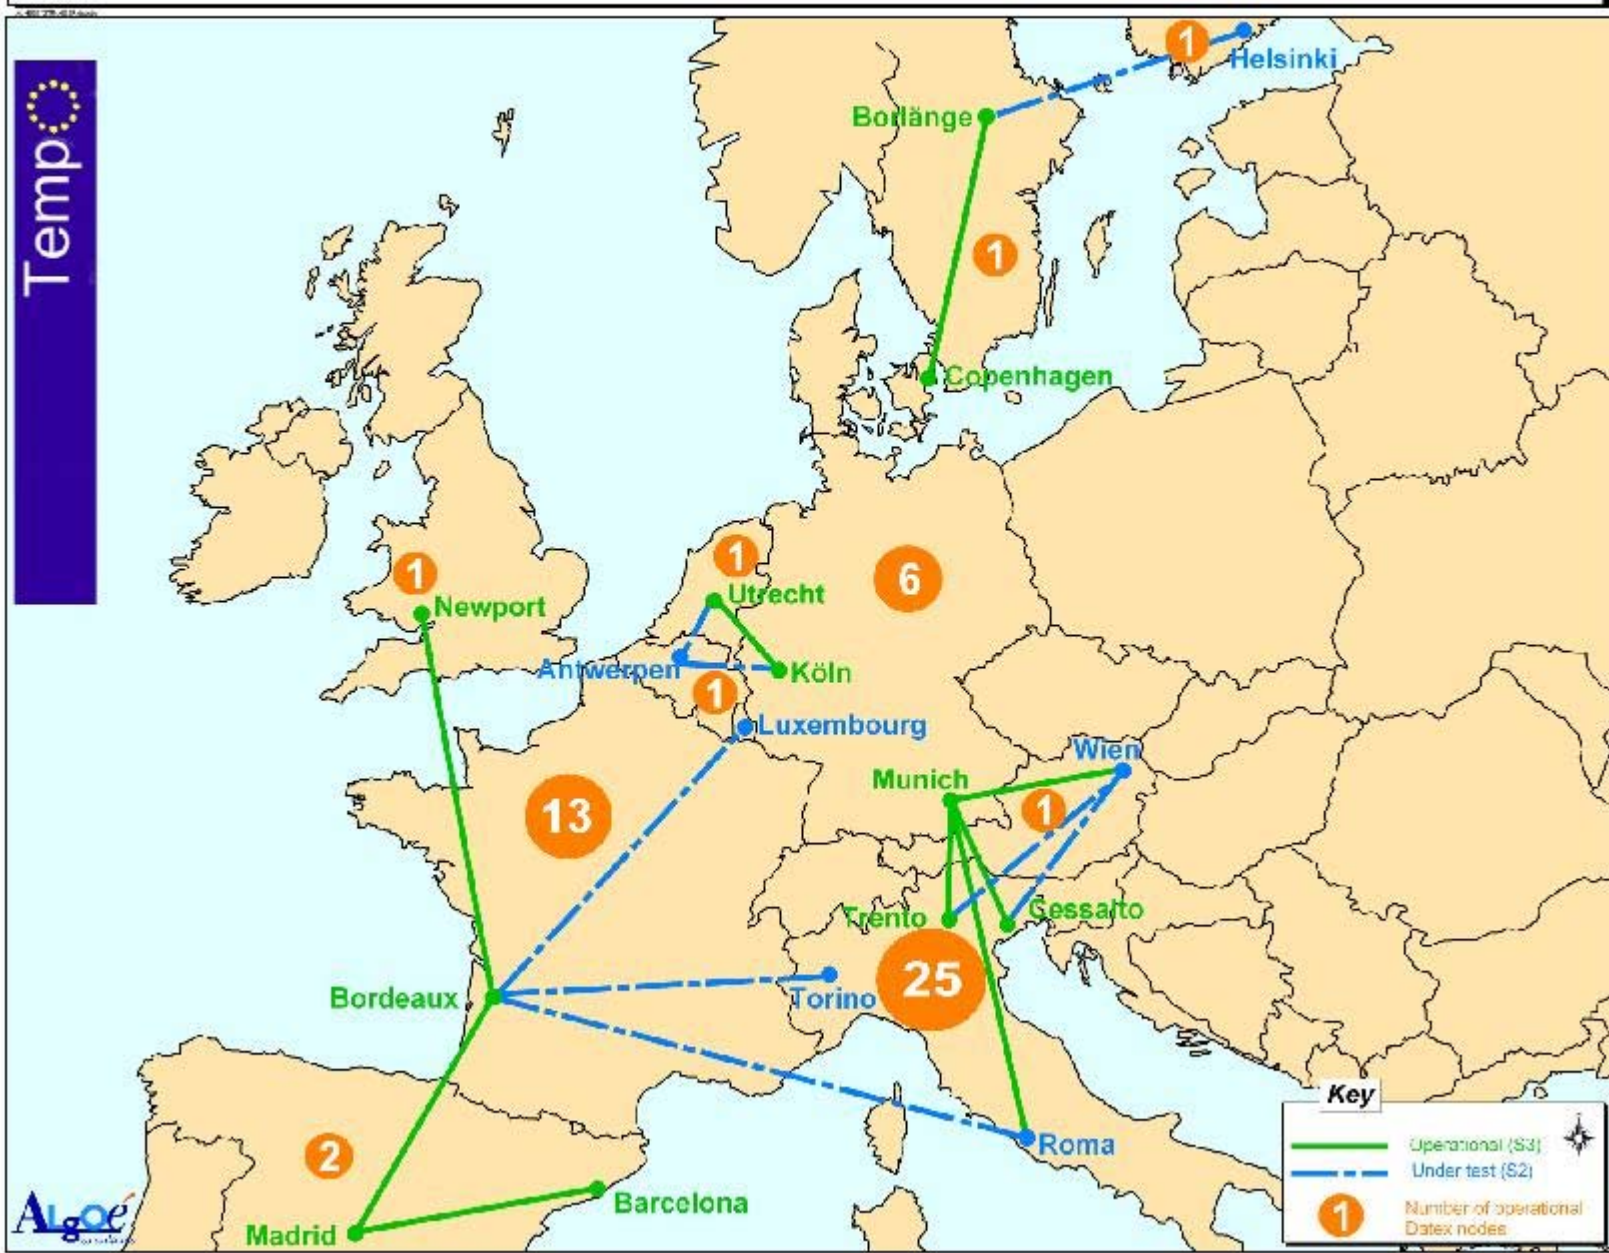 Tempo
1
Helsinki
Borlänge
1
Copenhagen
1
Newport
1
6
Utrecht
Antwerpen
Köln
1
Luxembourg
Wien
Munich
1
13
Trento
Cessalto
25
Bordeaux
Torino
Roma
2
Barcelona
Madrid
ALgoé
Key
Operational (S3)
Under test (S2)
1
Number of operational
Datex nodes